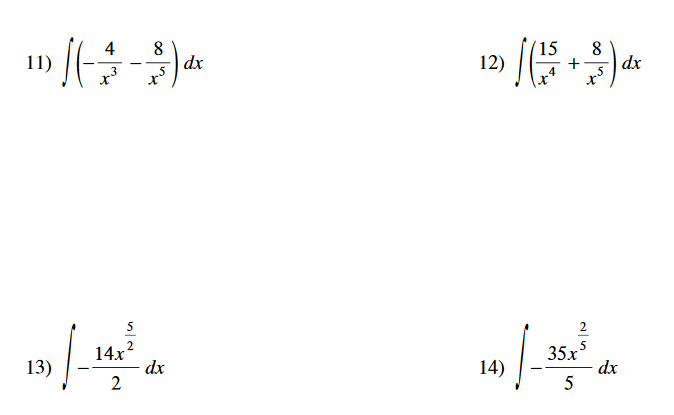 11) ∫(−4/x³ − 8/x⁵) dx
12) ∫(15/x⁴ + 8/x⁵) dx
13) ∫ −14x^(5/2)/2 dx
14) ∫ −35x^(2/5)/5 dx